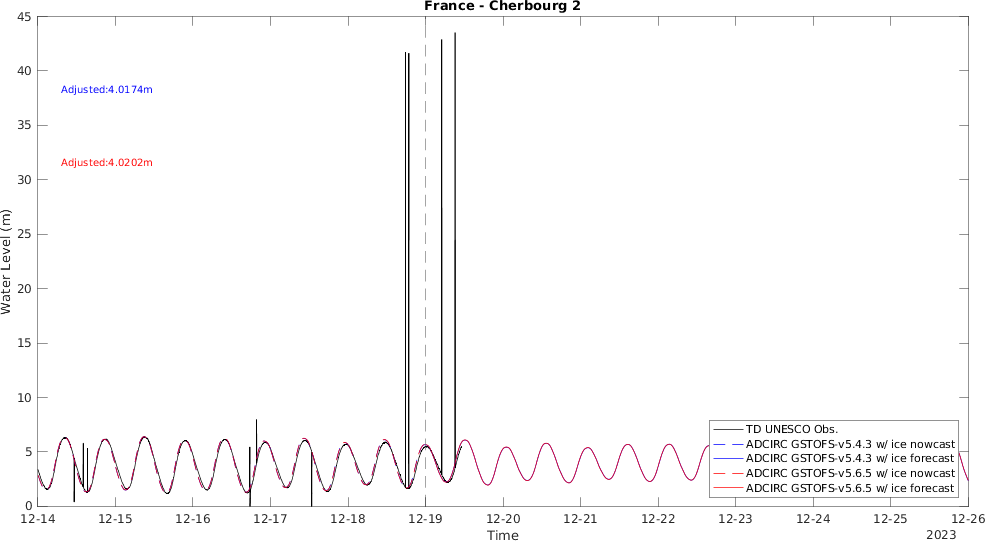 France - Cherbourg 2
45
40
35
30
25
20
15
10
5
0
Water Level (m)
Adjusted:4.0174m
Adjusted:4.0202m
TD UNESCO Obs.
ADCIRC GSTOFS-v5.4.3 w/ ice nowcast
ADCIRC GSTOFS-v5.4.3 w/ ice forecast
ADCIRC GSTOFS-v5.6.5 w/ ice nowcast
ADCIRC GSTOFS-v5.6.5 w/ ice forecast
12-14 12-15 12-16 12-17 12-18 12-19 12-20 12-21 12-22 12-23 12-24 12-25 12-26
Time
2023